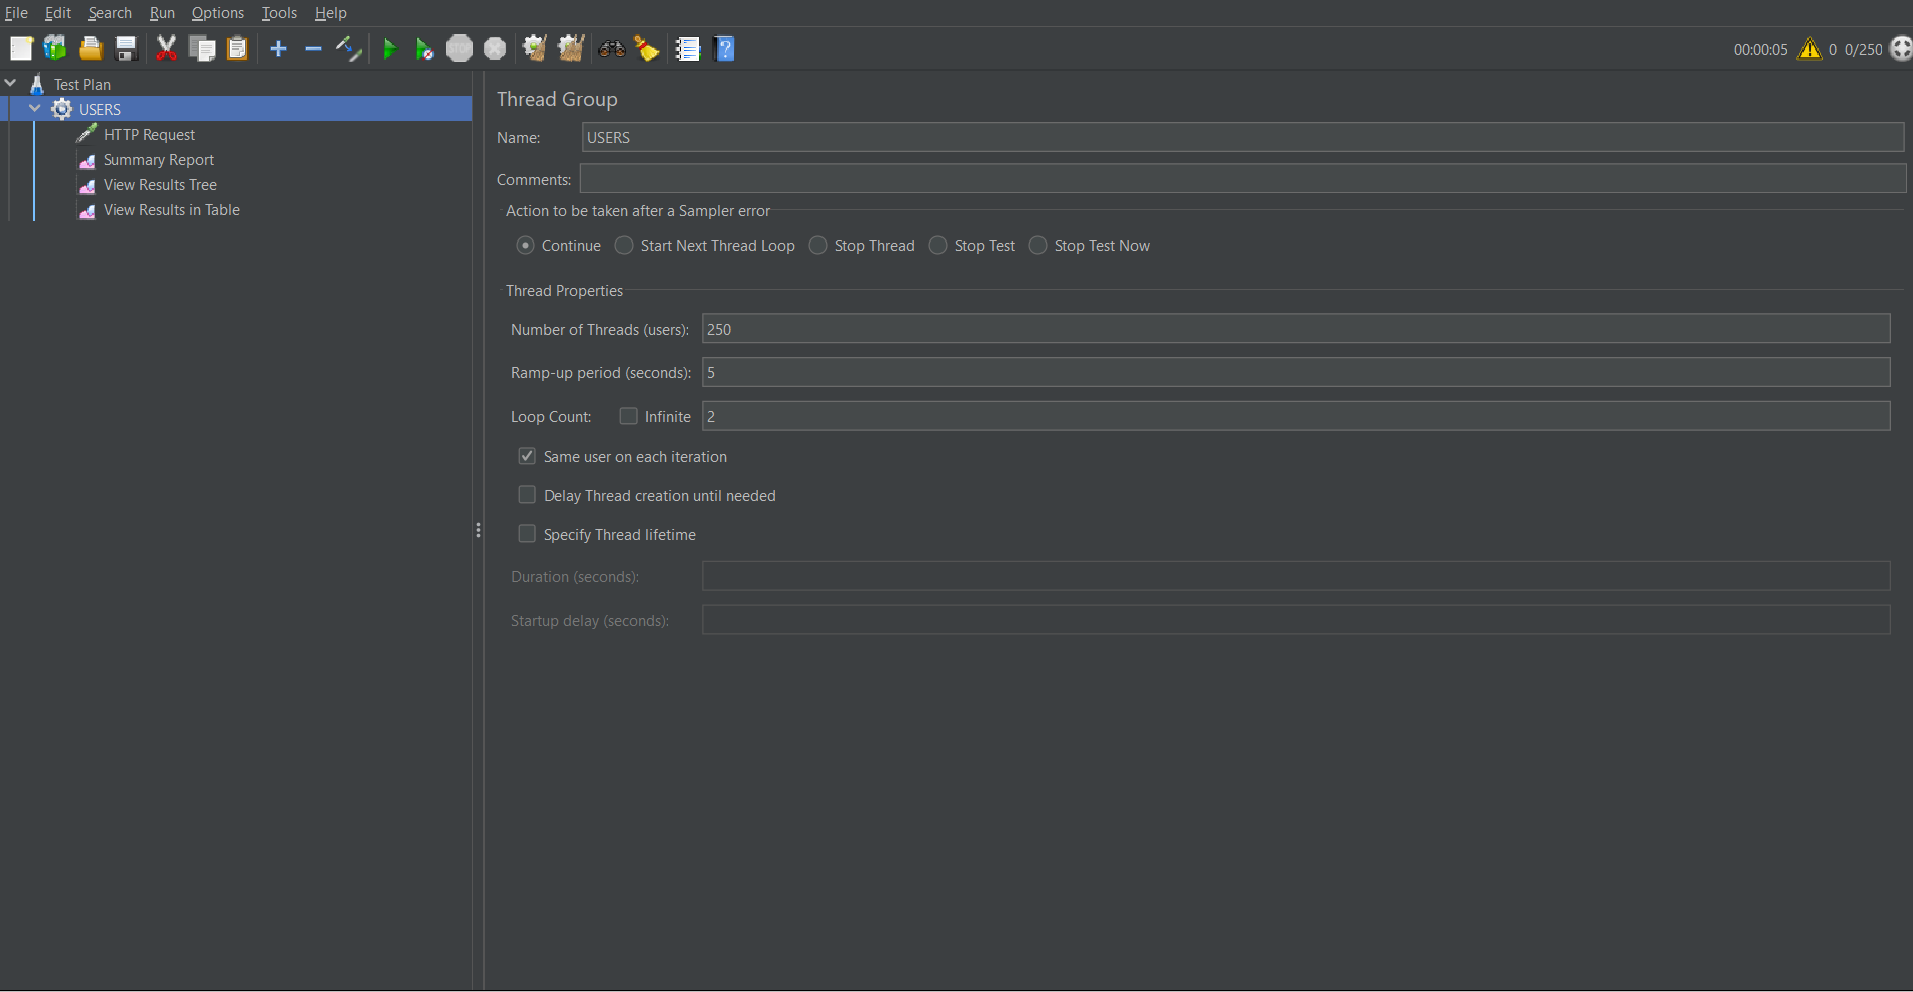 File Edit Search Run Options Tools Help
STOP
00:00:05 0 0/250
Test Plan
USERS
HTTP Request
Summary Report
View Results Tree
View Results in Table
Thread Group
Name: USERS
Comments:
Action to be taken after a Sampler error
Continue Start Next Thread Loop Stop Thread Stop Test Stop Test Now
Thread Properties
Number of Threads (users): 250
Ramp-up period (seconds): 5
Loop Count: Infinite 2
Same user on each iteration
Delay Thread creation until needed
Specify Thread lifetime
Duration (seconds):
Startup delay (seconds):